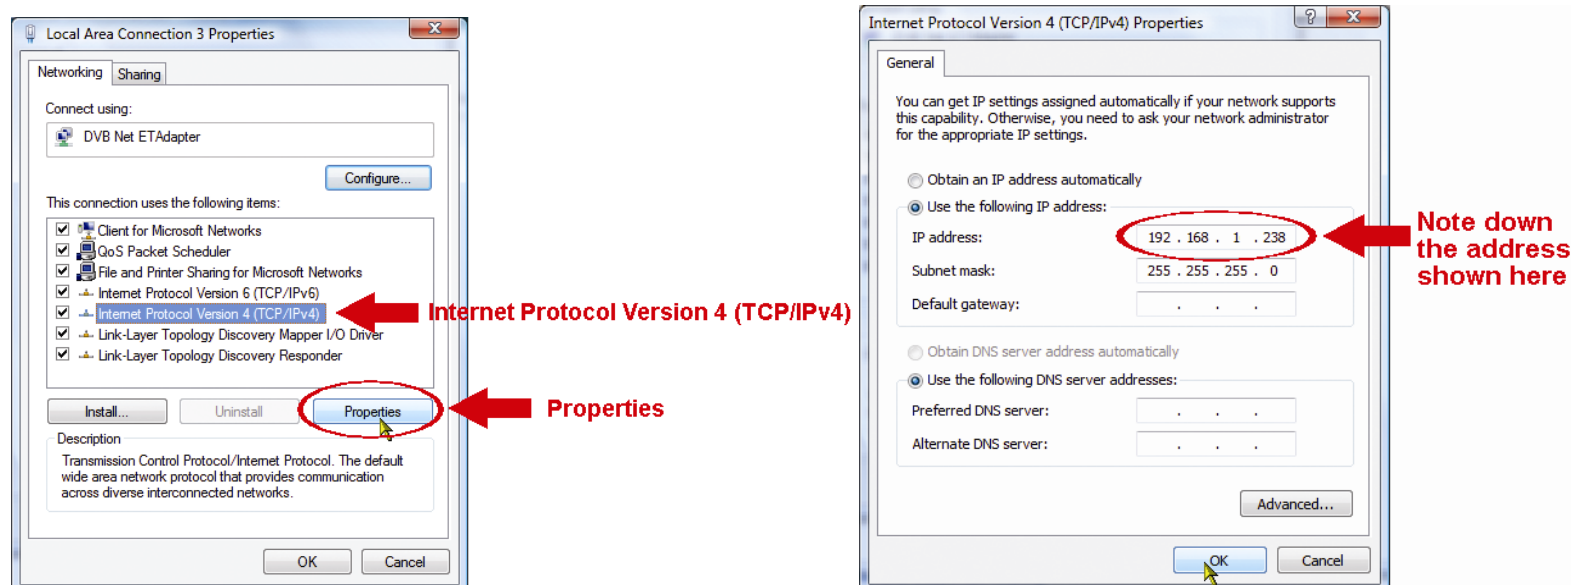 Local Area Connection 3 Properties
Networking
Sharing
Connect using:
DVB Net ETAdapter
Configure...
This connection uses the following items:
Client for Microsoft Networks
QoS Packet Scheduler
File and Printer Sharing for Microsoft Networks
Internet Protocol Version 6 (TCP/IPv6)
Internet Protocol Version 4 (TCP/IPv4)
Link-Layer Topology Discovery Mapper I/O Driver
Link-Layer Topology Discovery Responder
Install...
Uninstall
Properties
Description
Transmission Control Protocol/Internet Protocol. The default
wide area network protocol that provides communication
across diverse interconnected networks.
OK
Cancel
Internet Protocol Version 4 (TCP/IPv4)
Properties
Internet Protocol Version 4 (TCP/IPv4) Properties
General
You can get IP settings assigned automatically if your network supports
this capability. Otherwise, you need to ask your network administrator
for the appropriate IP settings.
Obtain an IP address automatically
Use the following IP address:
IP address:
192 . 168 . 1 . 238
Subnet mask:
255 . 255 . 255 . 0
Default gateway:
. . .
Obtain DNS server address automatically
Use the following DNS server addresses:
Preferred DNS server:
. . .
Alternate DNS server:
. . .
Advanced...
OK
Cancel
Note down
the address
shown here